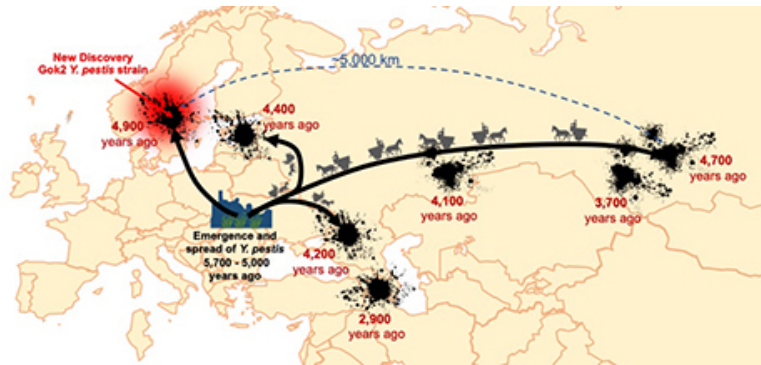 New Discovery
Gok2 Y. pestis strain
~5,000 km
4,400
years ago
4,900
years ago
4,700
years ago
4,100
years ago
3,700
years ago
Emergence and
spread of Y. pestis
5,700 - 5,000
years ago
4,200
years ago
2,900
years ago